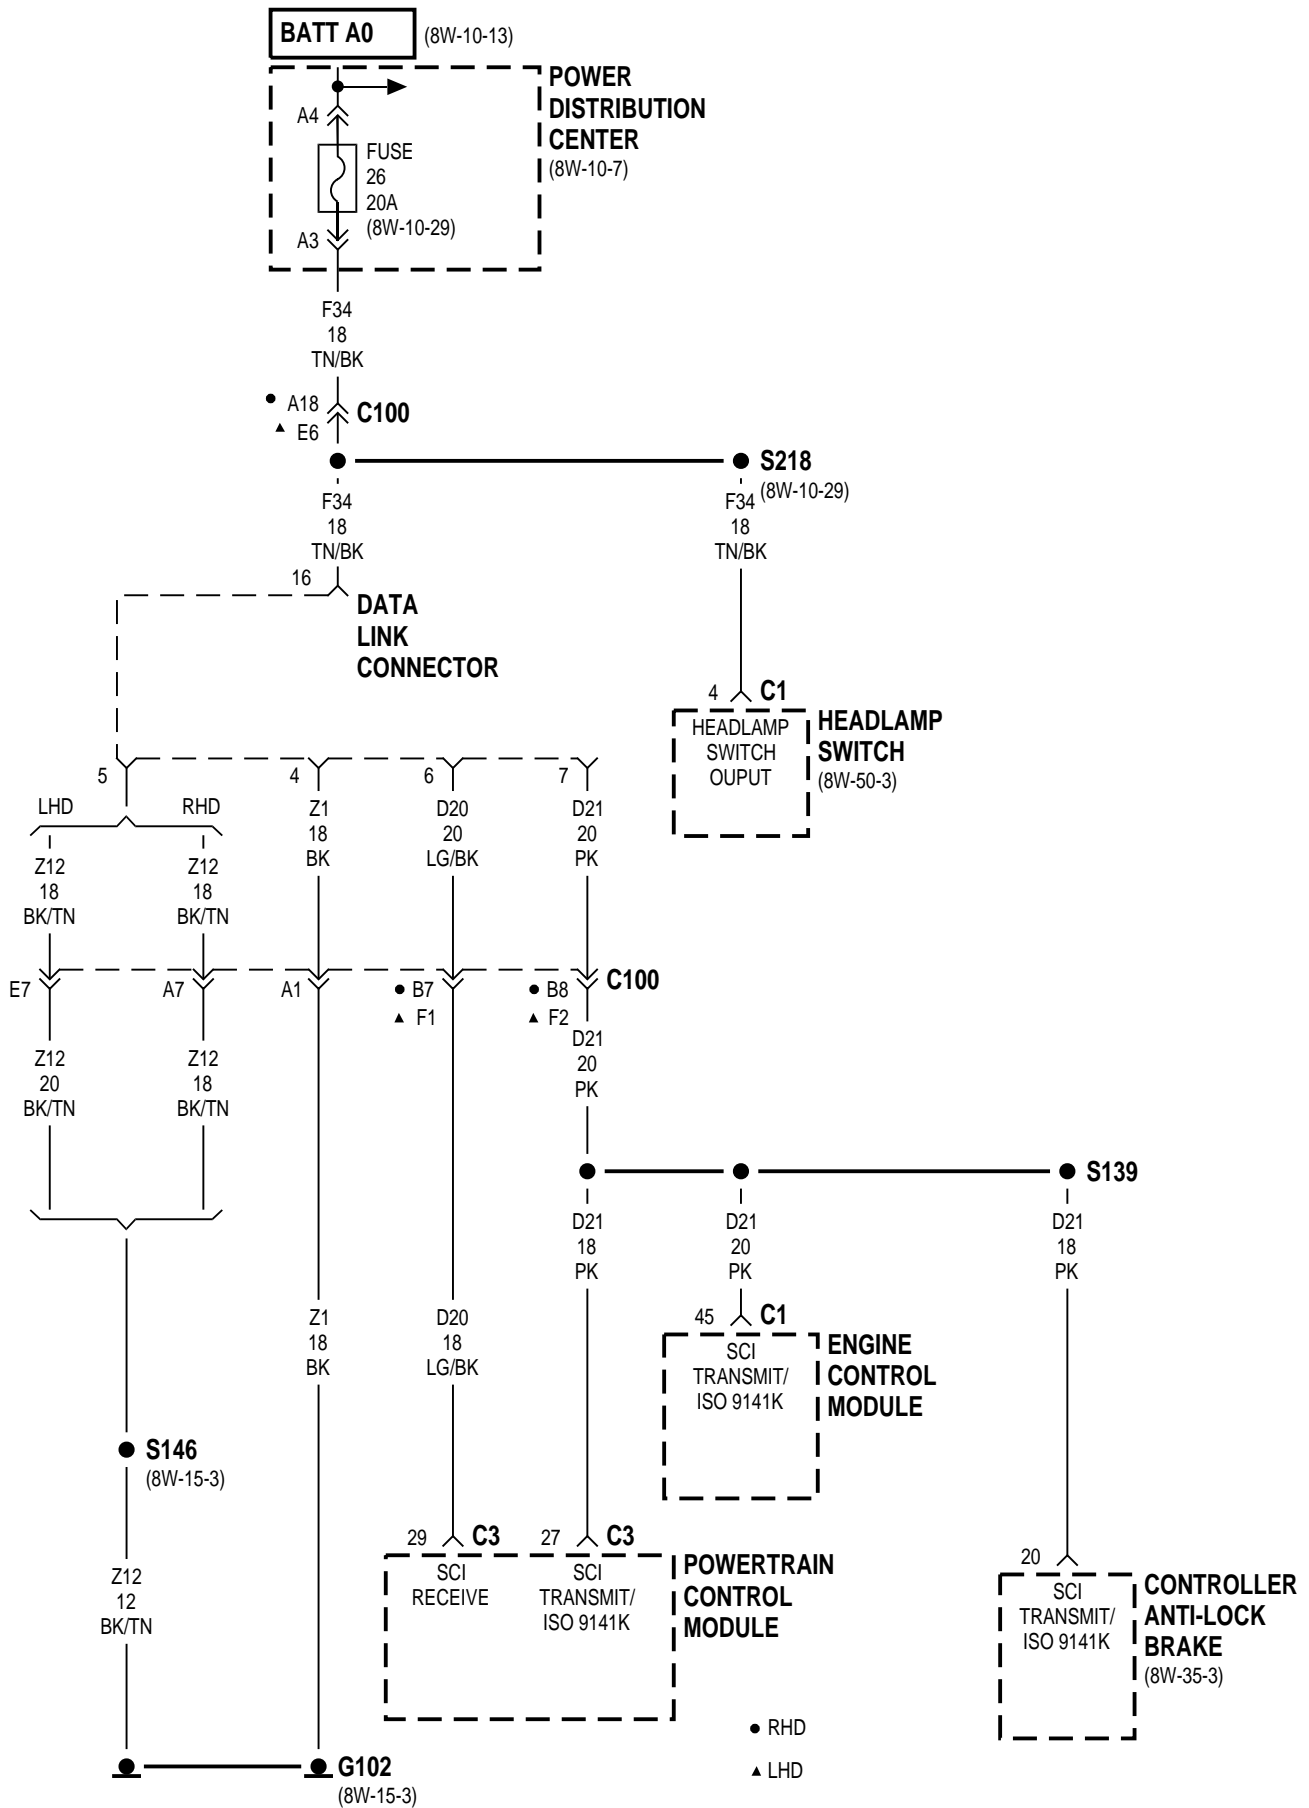 BATT A0
(8W-10-13)
POWER
DISTRIBUTION
CENTER
(8W-10-7)
A4
FUSE
26
20A
(8W-10-29)
A3
F34
18
TN/BK
A18
C100
E6
S218
(8W-10-29)
F34
18
TN/BK
F34
18
TN/BK
16
DATA
LINK
CONNECTOR
4
C1
HEADLAMP
SWITCH
OUPUT
HEADLAMP
SWITCH
(8W-50-3)
5
4
6
7
LHD
RHD
Z12
18
BK/TN
Z12
18
BK/TN
Z1
18
BK
D20
20
LG/BK
D21
20
PK
E7
A7
A1
B7
F1
B8
F2
C100
Z12
20
BK/TN
Z12
18
BK/TN
D21
20
PK
S139
D21
18
PK
D21
20
PK
D21
18
PK
Z1
18
BK
D20
18
LG/BK
45
C1
SCI
TRANSMIT/
ISO 9141K
ENGINE
CONTROL
MODULE
S146
(8W-15-3)
29
C3
27
C3
SCI
RECEIVE
SCI
TRANSMIT/
ISO 9141K
POWERTRAIN
CONTROL
MODULE
20
SCI
TRANSMIT/
ISO 9141K
CONTROLLER
ANTI-LOCK
BRAKE
(8W-35-3)
Z12
12
BK/TN
RHD
LHD
G102
(8W-15-3)